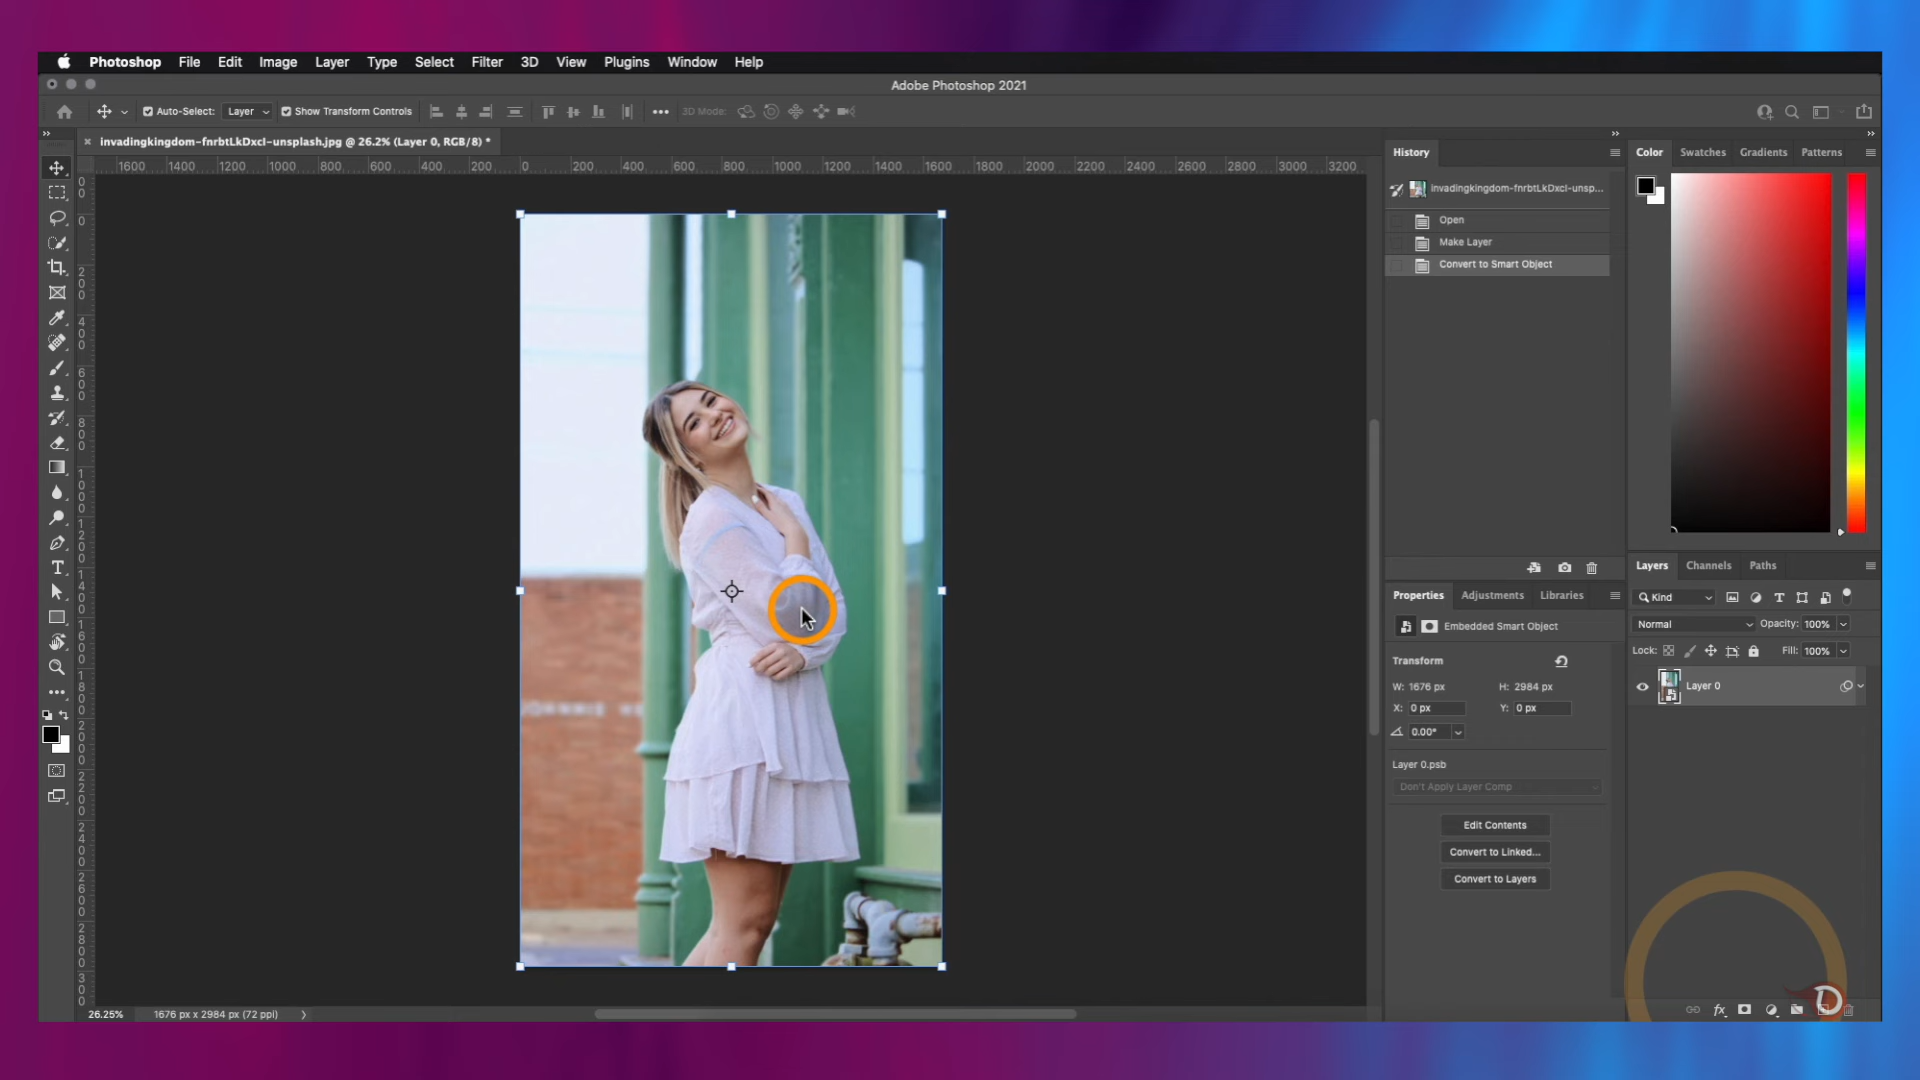 Photoshop File Edit Image Layer Type Select Filter 3D View Plugins Window Help
Adobe Photoshop 2021
Auto-Select: Layer Show Transform Controls 3D Mode:
invadingkingdom-fnrbtLkDxcI-unsplash.jpg @ 26.2% (Layer 0, RGB/8) *
1600 1400 1200 1000 800 600 400 200 0 200 400 600 800 1000 1200 1400 1600 1800 2000 2200 2400 2600 2800 3000 3200
History
invadingkingdom-fnrbtLkDxcI-unsp...
Open
Make Layer
Convert to Smart Object
Color Swatches Gradients Patterns
Properties Adjustments Libraries
Embedded Smart Object
Transform
W: 1676 px H: 2984 px
X: 0 px Y: 0 px
0.00°
Layer 0.psb
Don't Apply Layer Comp
Edit Contents
Convert to Linked...
Convert to Layers
Layers Channels Paths
Kind
Normal Opacity: 100%
Lock: Fill: 100%
Layer 0
fx
D
26.25% 1676 px x 2984 px (72 ppi)